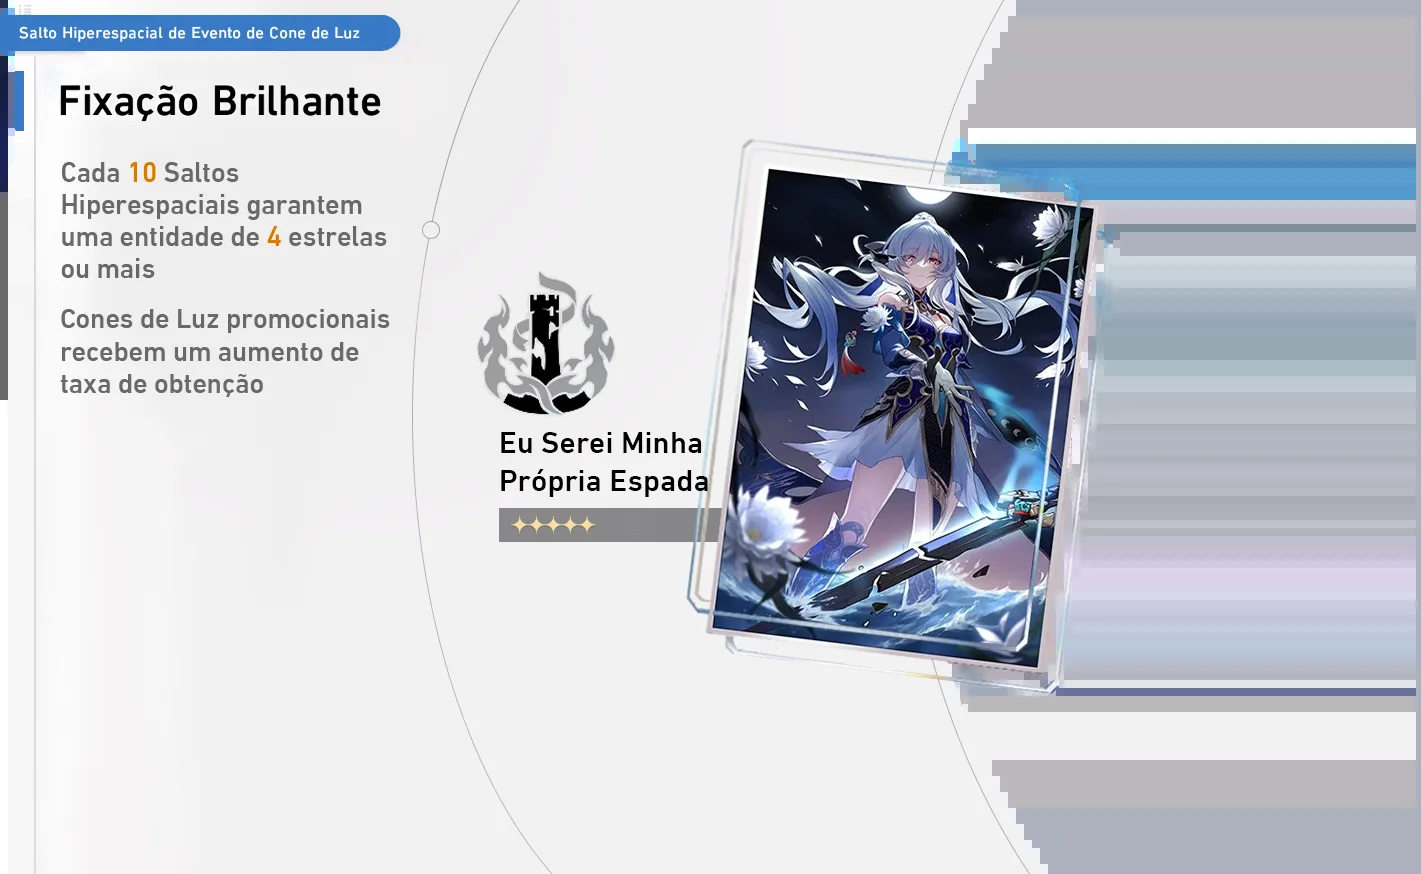 Salto Hiperespacial de Evento de Cone de Luz
Fixação Brilhante
Cada 10 Saltos
Hiperespaciais garantem
uma entidade de 4 estrelas
ou mais
Cones de Luz promocionais
recebem um aumento de
taxa de obtenção
Eu Serei Minha
Própria Espada